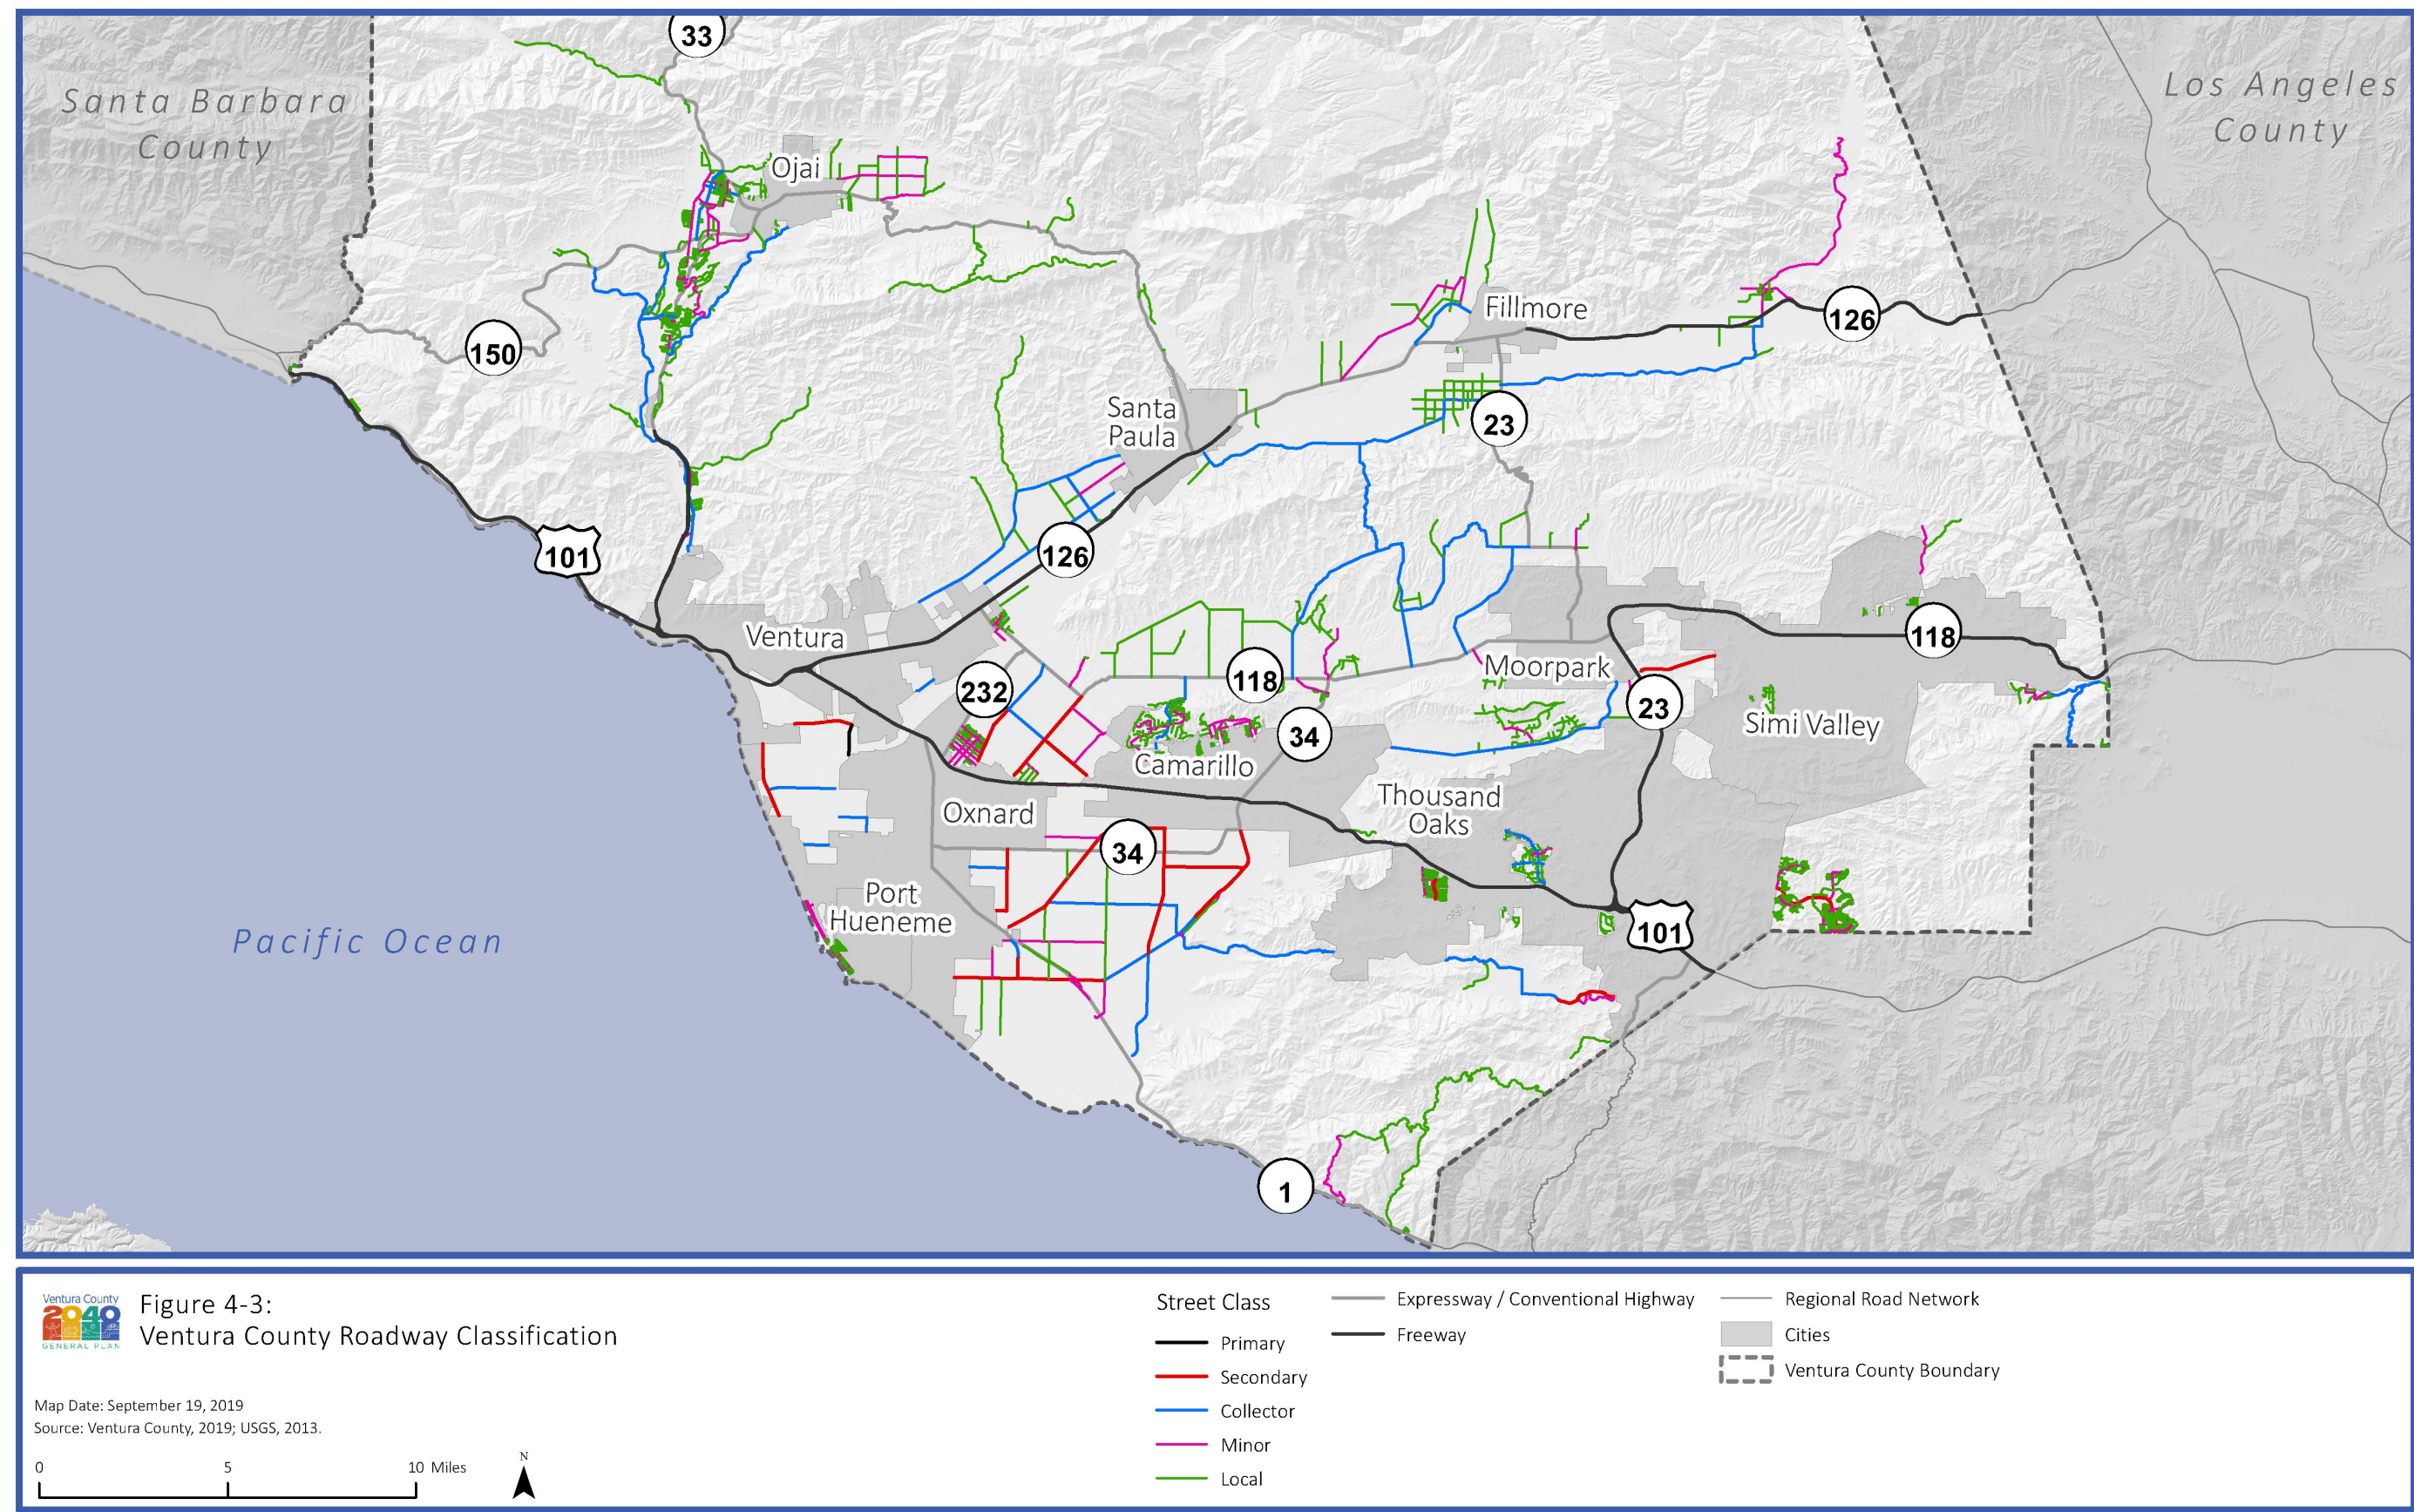 33
Santa Barbara
County
Los Angeles
County
Ojai
150
Fillmore
126
23
Santa
Paula
101
126
Ventura
118
232
118
Moorpark
23
34
Simi Valley
Camarillo
Oxnard
Thousand
Oaks
34
Port
Hueneme
101
Pacific Ocean
1
Ventura County
2040
GENERAL PLAN
Figure 4-3:
Ventura County Roadway Classification
Map Date: September 19, 2019
Source: Ventura County, 2019; USGS, 2013.
0 5 10 Miles
N
Street Class
Primary
Secondary
Collector
Minor
Local
Expressway / Conventional Highway
Freeway
Regional Road Network
Cities
Ventura County Boundary